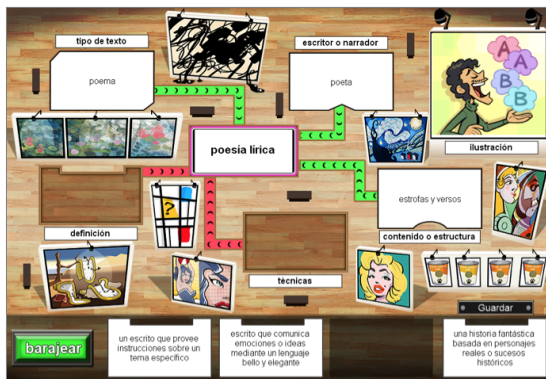 tipo de texto
escritor o narrador
poema
poeta
A
A
B
B
ilustración
poesía lírica
?
estrofas y versos
definición
contenido o estructura
técnicas
Guardar
barajear
un escrito que provee
instrucciones sobre un
tema específico
escrito que comunica
emociones o ideas
mediante un lenguaje
bello y elegante
una historia fantástica
basada en personajes
reales o sucesos
históricos